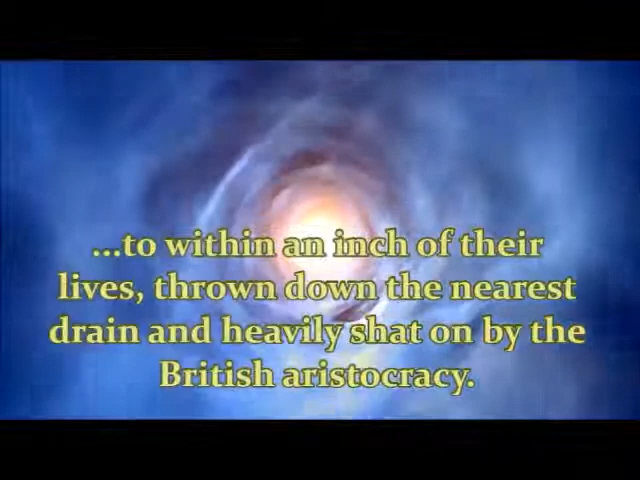 ...to within an inch of their
lives, thrown down the nearest
drain and heavily shat on by the
British aristocracy.